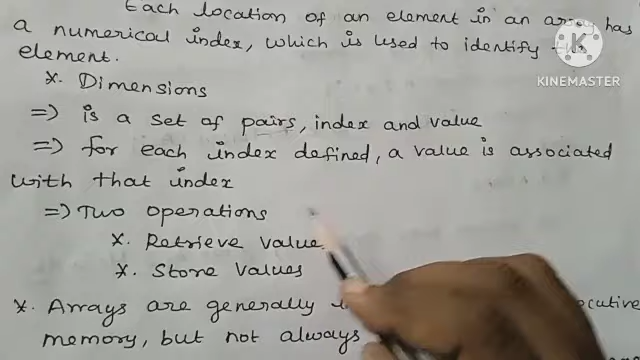 Each location of an element in an array has
a numerical index, which is used to identify the
element.
*. Dimensions
=> is a set of pairs, index and value
=> for each index defined, a value is associated
with that index
=> Two operations
*. Retrieve value
*. Store values
*. Arrays are generally
memory, but not always
KINEMASTER